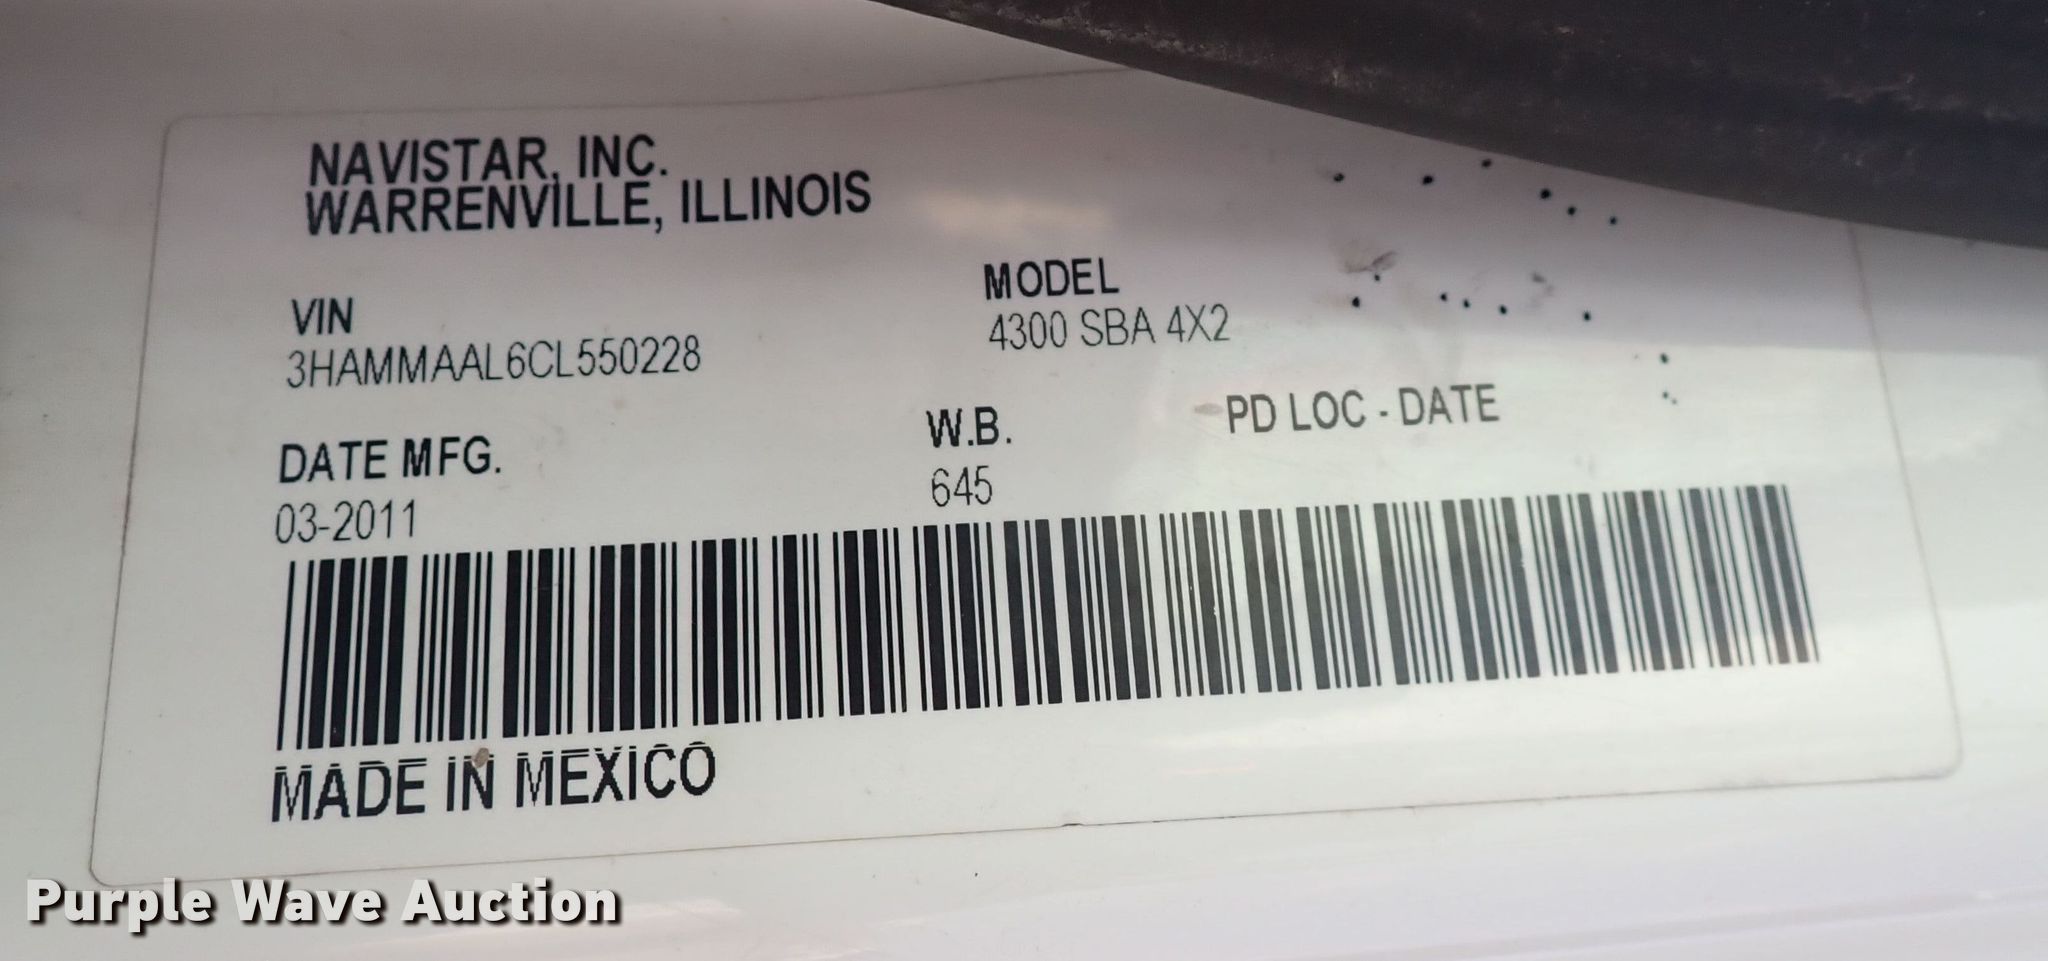 NAVISTAR, INC.
WARRENVILLE, ILLINOIS
VIN
3HAMMAAL6CL550228
MODEL
4300 SBA 4X2
DATE MFG.
03-2011
W.B.
645
PD LOC - DATE
MADE IN MEXICO
Purple Wave Auction